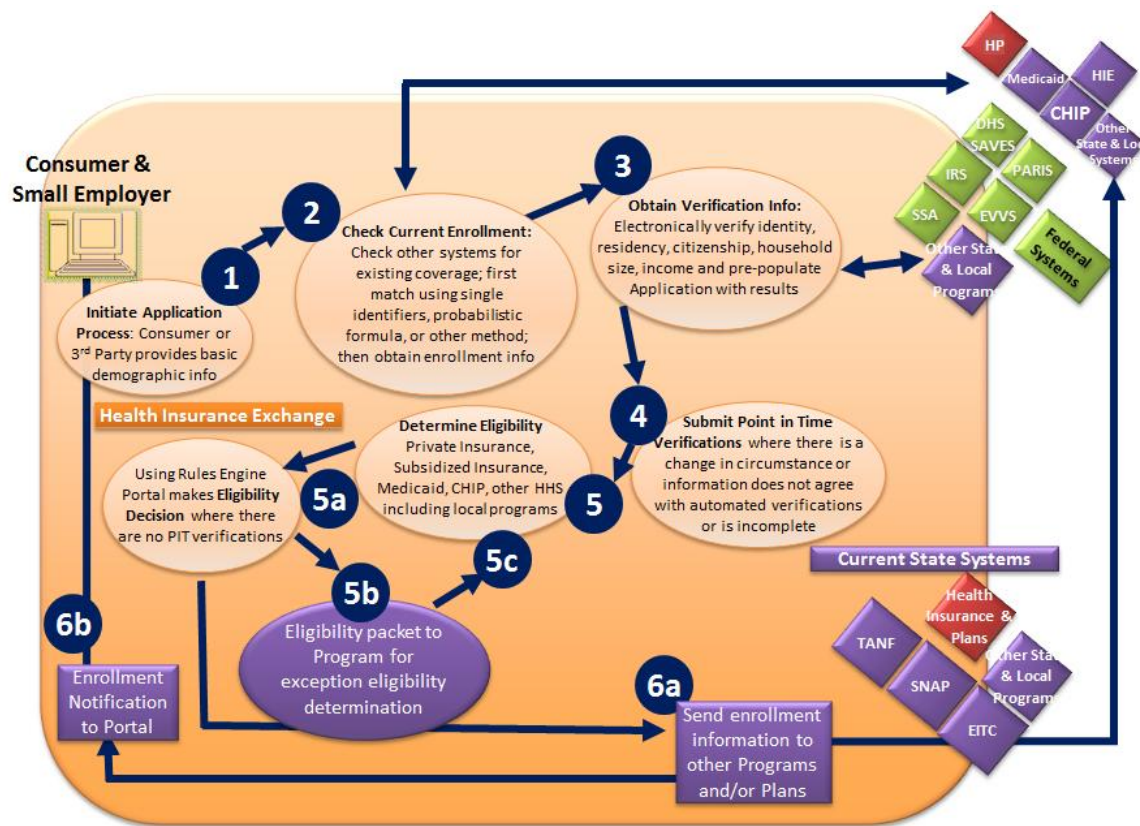 HP
Medicaid
HIE
CHIP
Other
State & Local
Systems
DHS
SAVES
IRS
PARIS
SSA
EVVS
Federal
Systems
Other State
& Local
Programs
Consumer &
Small Employer
1
2
3
Initiate Application
Process: Consumer or
3rd Party provides basic
demographic info
Check Current Enrollment:
Check other systems for
existing coverage; first
match using single
identifiers, probabilistic
formula, or other method;
then obtain enrollment info
Obtain Verification Info:
Electronically verify identity,
residency, citizenship, household
size, income and pre-populate
Application with results
Health Insurance Exchange
4
Submit Point in Time
Verifications where there is a
change in circumstance or
information does not agree
with automated verifications
or is incomplete
5
Determine Eligibility
Private Insurance,
Subsidized Insurance,
Medicaid, CHIP, other HHS
including local programs
5a
Using Rules Engine
Portal makes Eligibility
Decision where there
are no PIT verifications
5b
Eligibility packet to
Program for
exception eligibility
determination
5c
Current State Systems
Health
Insurance &
Plans
TANF
SNAP
Other State
& Local
Programs
EITC
6a
Send enrollment
information to
other Programs
and/or Plans
6b
Enrollment
Notification
to Portal